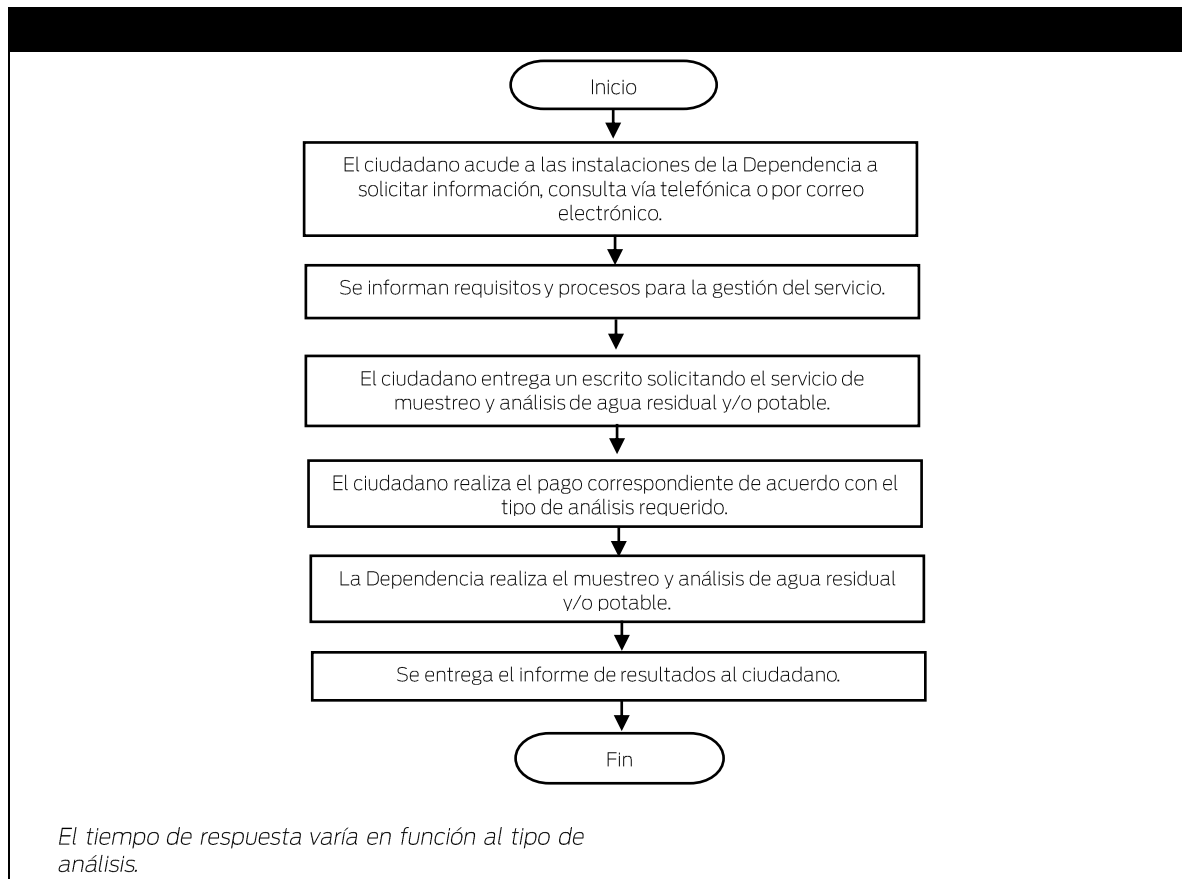 Inicio
El ciudadano acude a las instalaciones de la Dependencia a
solicitar información, consulta vía telefónica o por correo
electrónico.
Se informan requisitos y procesos para la gestión del servicio.
El ciudadano entrega un escrito solicitando el servicio de
muestreo y análisis de agua residual y/o potable.
El ciudadano realiza el pago correspondiente de acuerdo con el
tipo de análisis requerido.
La Dependencia realiza el muestreo y análisis de agua residual
y/o potable.
Se entrega el informe de resultados al ciudadano.
Fin
El tiempo de respuesta varía en función al tipo de
análisis.